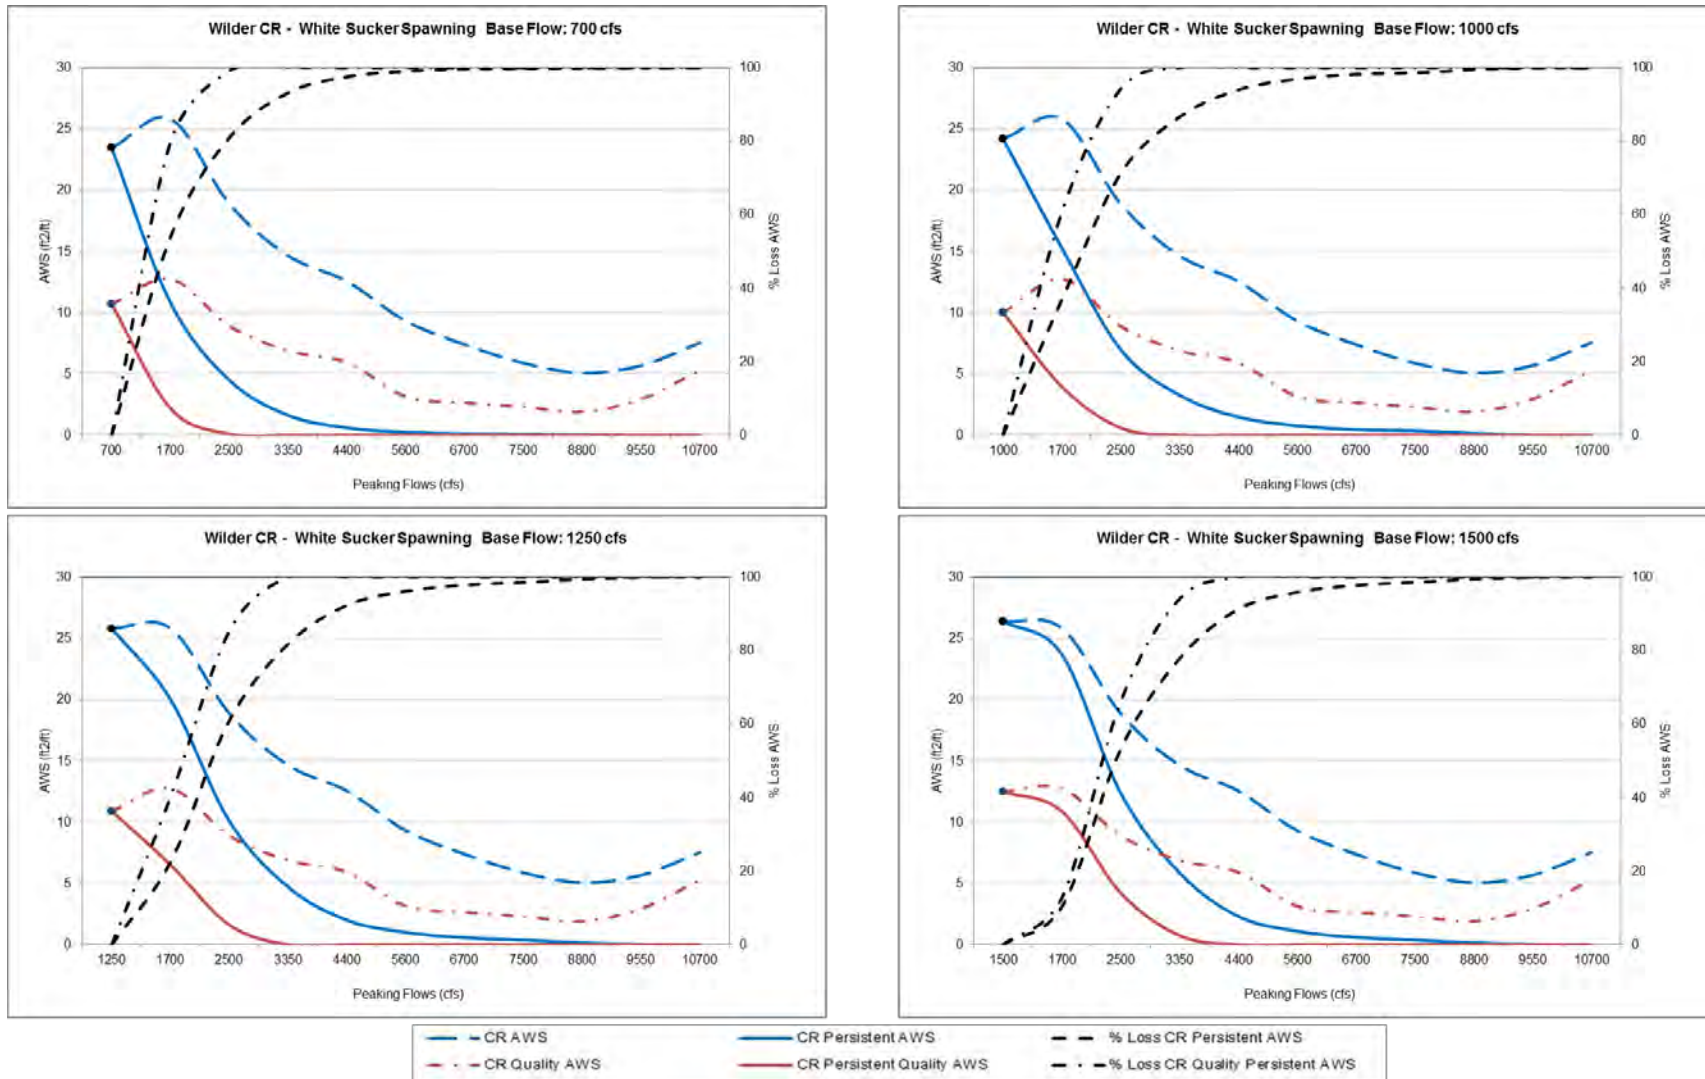 Wilder CR - White Sucker Spawning Base Flow: 700 cfs
30
25
20
15
10
5
0
AWS (ft2/ft)
100
80
60
40
20
0
% Loss AWS
700 1700 2500 3350 4400 5600 6700 7500 8800 9550 10700
Peaking Flows (cfs)
Wilder CR - White Sucker Spawning Base Flow: 1000 cfs
30
25
20
15
10
5
0
AWS (ft2/ft)
100
80
60
40
20
0
% Loss AWS
1000 1700 2500 3350 4400 5600 6700 7500 8800 9550 10700
Peaking Flows (cfs)
Wilder CR - White Sucker Spawning Base Flow: 1250 cfs
30
25
20
15
10
5
0
AWS (ft2/ft)
100
80
60
40
20
0
% Loss AWS
1250 1700 2500 3350 4400 5600 6700 7500 8800 9550 10700
Peaking Flows (cfs)
Wilder CR - White Sucker Spawning Base Flow: 1500 cfs
30
25
20
15
10
5
0
AWS (ft2/ft)
100
80
60
40
20
0
% Loss AWS
1500 1700 2500 3350 4400 5600 6700 7500 8800 9550 10700
Peaking Flows (cfs)
CR AWS CR Persistent AWS % Loss CR Persistent AWS
CR Quality AWS CR Persistent Quality AWS % Loss CR Quality Persistent AWS